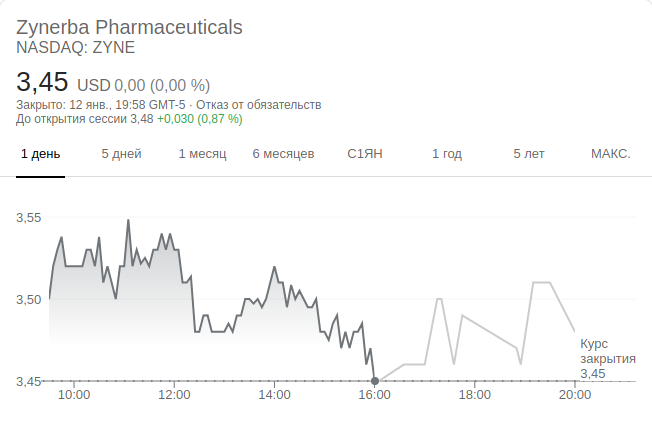 Zynerba Pharmaceuticals
NASDAQ: ZYNE
3,45 USD 0,00 (0,00 %)
Закрыто: 12 янв., 19:58 GMT-5 · Отказ от обязательств
До открытия сессии 3,48 +0,030 (0,87 %)
1 день 5 дней 1 месяц 6 месяцев С1ЯН 1 год 5 лет МАКС.
3,55
3,50
Курс
закрытия
3,45
3,45
10:00 12:00 14:00 16:00 18:00 20:00